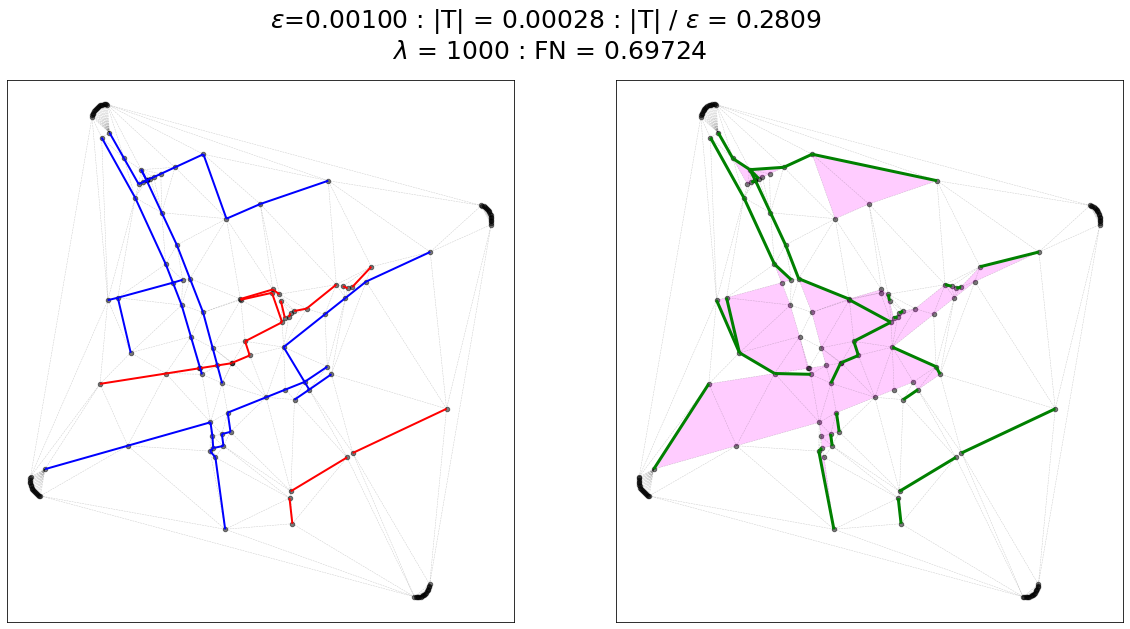 ε=0.00100 : |T| = 0.00028 : |T| / ε = 0.2809
λ = 1000 : FN = 0.69724